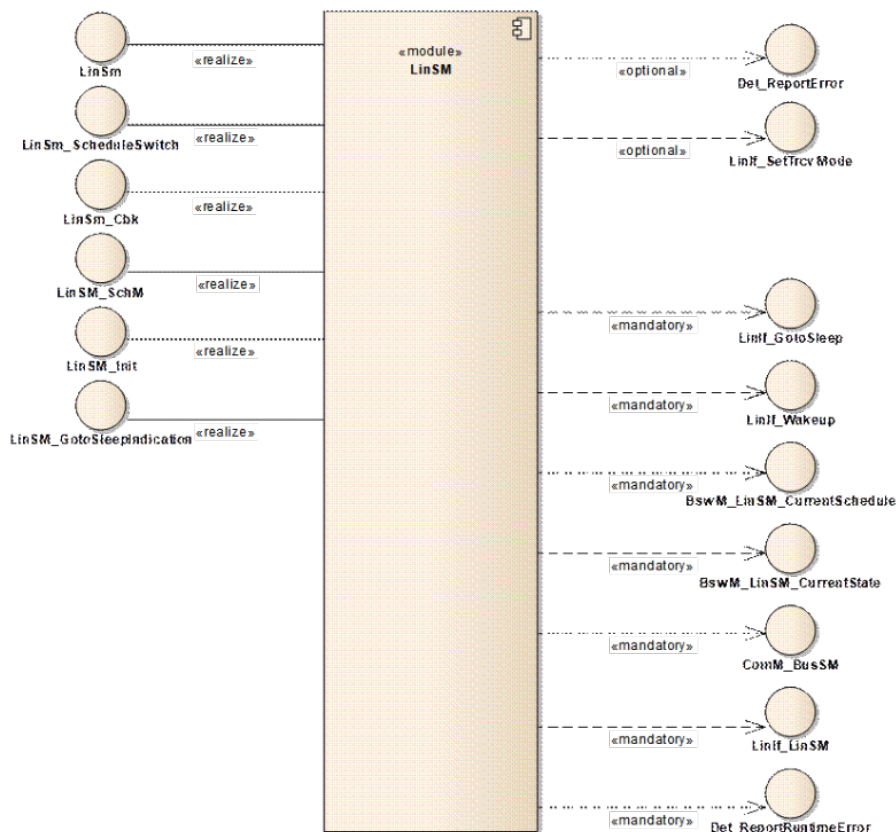 «module»
LinSM
«realize»
LinSm
«realize»
LinSm_ScheduleSwitch
«realize»
LinSm_Cbk
«realize»
LinSM_SchM
«realize»
LinSM_Init
«realize»
LinSM_GotoSleepIndication
«optional»
Det_ReportError
«optional»
LinIf_SetTrcvMode
«mandatory»
LinIf_GotoSleep
«mandatory»
LinIf_Wakeup
«mandatory»
BswM_LinSM_CurrentSchedule
«mandatory»
BswM_LinSM_CurrentState
«mandatory»
ComM_BusSM
«mandatory»
LinIf_LinSM
«mandatory»
Det_ReportRuntimeError